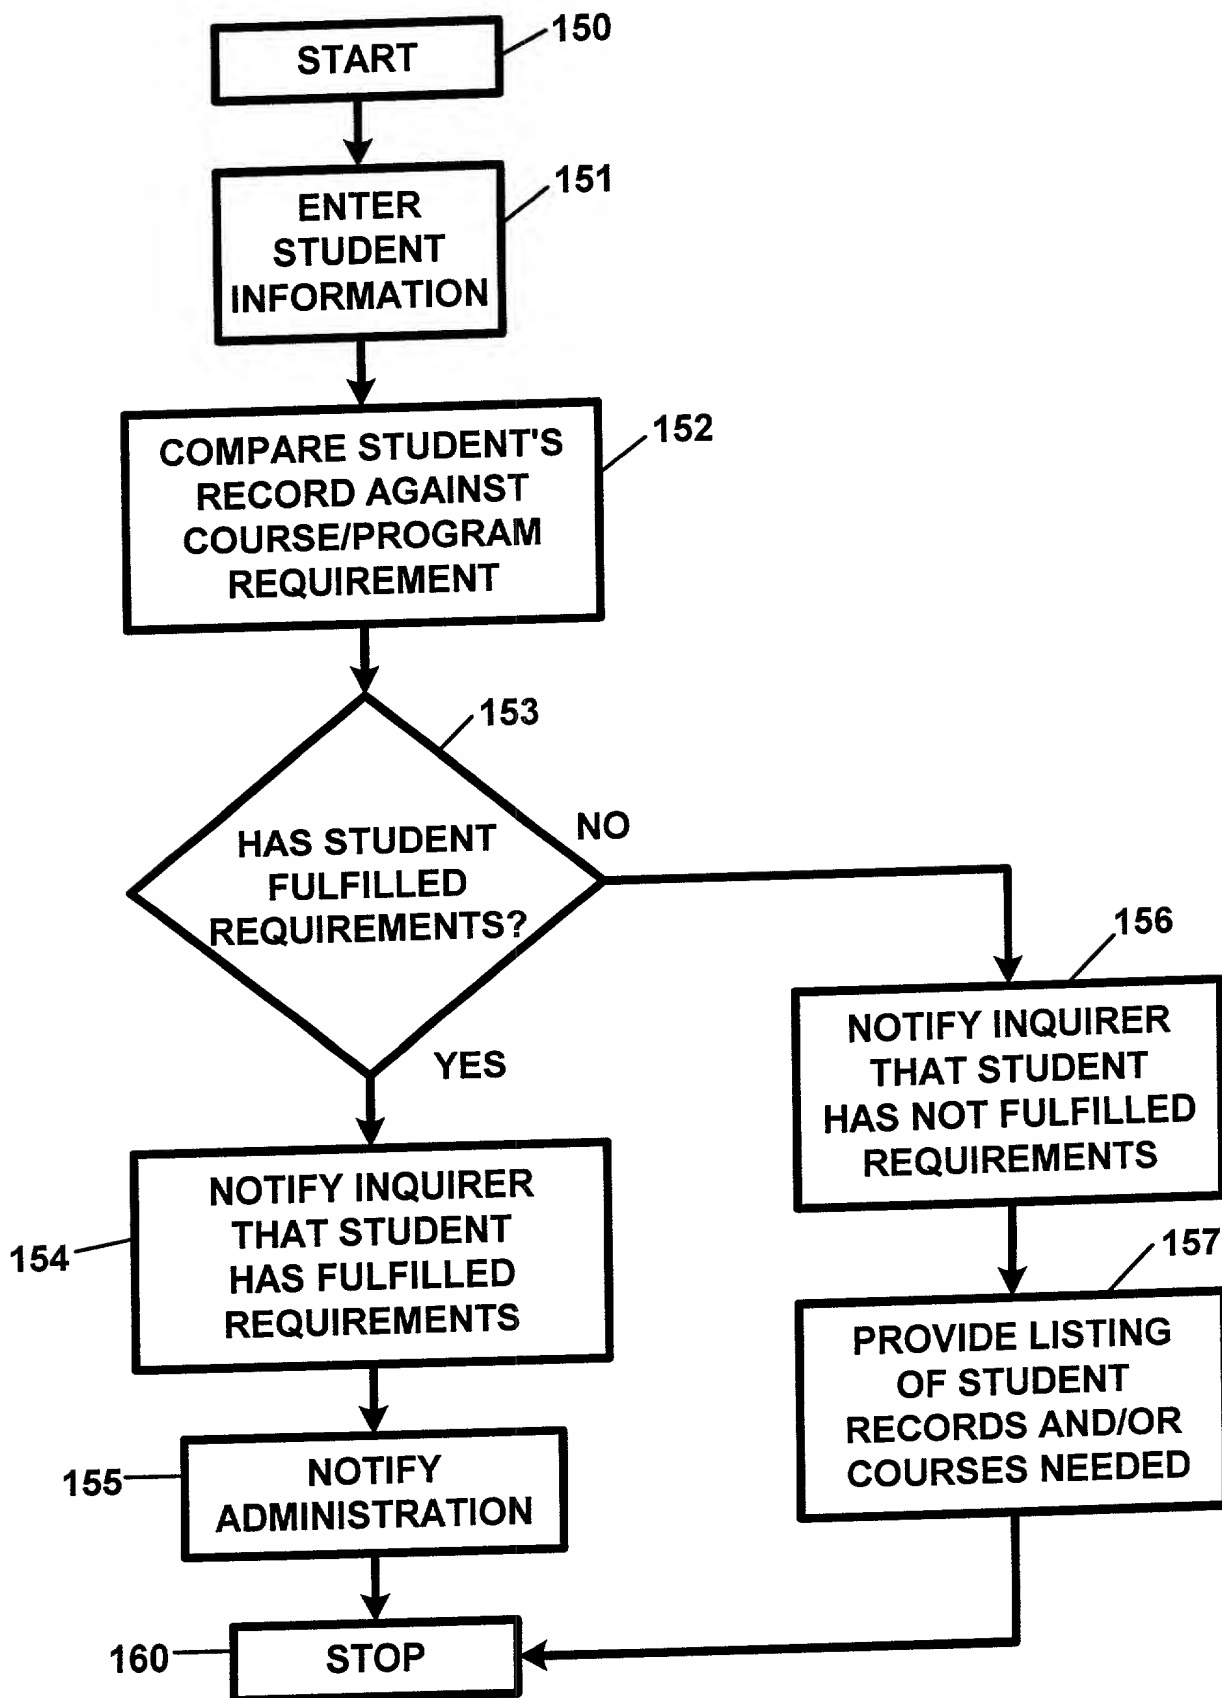 START
150
ENTER
STUDENT
INFORMATION
151
COMPARE STUDENT'S
RECORD AGAINST
COURSE/PROGRAM
REQUIREMENT
152
153
HAS STUDENT
FULFILLED
REQUIREMENTS?
NO
YES
156
NOTIFY INQUIRER
THAT STUDENT
HAS NOT FULFILLED
REQUIREMENTS
154
NOTIFY INQUIRER
THAT STUDENT
HAS FULFILLED
REQUIREMENTS
157
PROVIDE LISTING
OF STUDENT
RECORDS AND/OR
COURSES NEEDED
155
NOTIFY
ADMINISTRATION
160
STOP